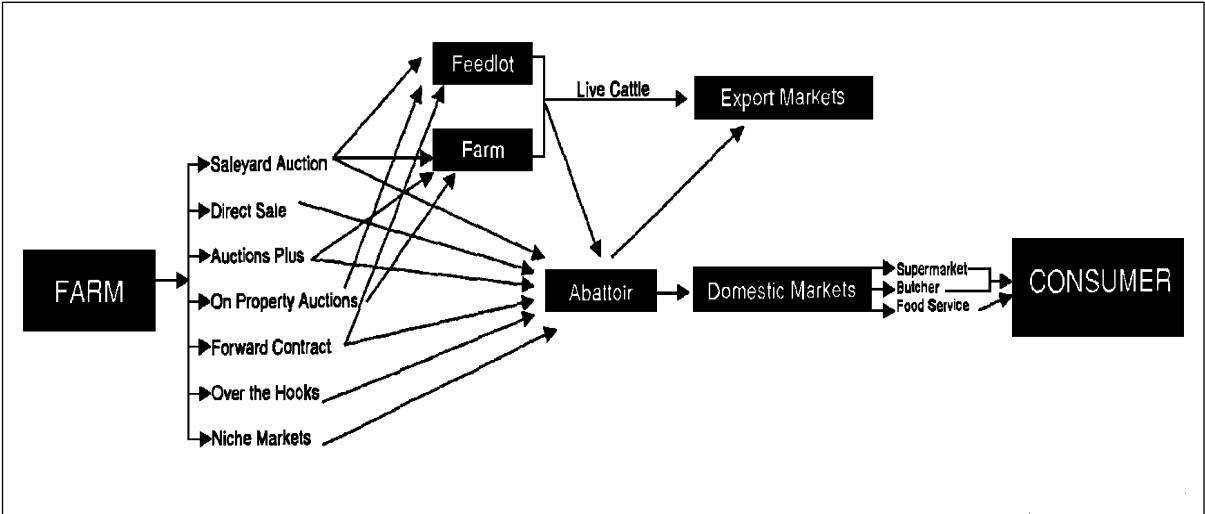 Feedlot
Live Cattle
Export Markets
Farm
Saleyard Auction
Direct Sale
Auctions Plus
On Property Auctions
Forward Contract
Over the Hooks
Niche Markets
FARM
Abattoir
Domestic Markets
Supermarket
Butcher
Food Service
CONSUMER